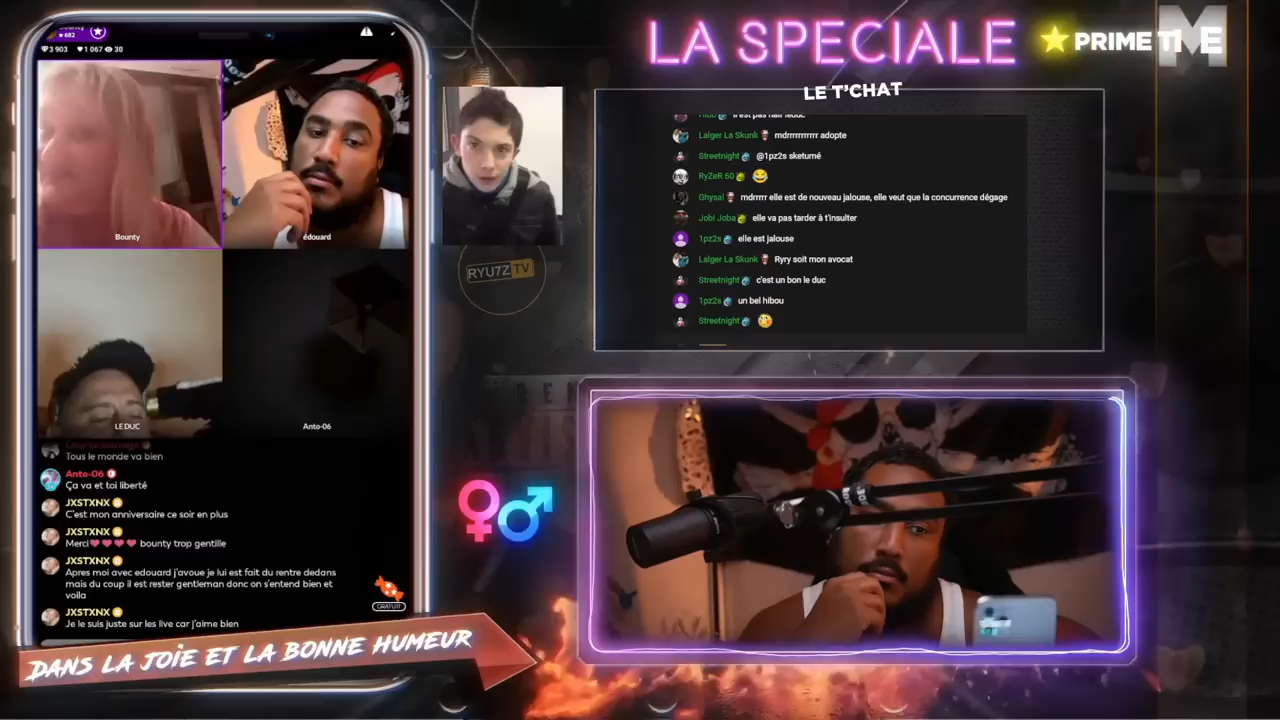 682
3 903 1 067 30
Bounty
édouard
LE DUC
Anto-06
Tous le monde va bien
Anto-06
Ça va et toi liberté
JXSTXNX
C'est mon anniversaire ce soir en plus
JXSTXNX
Merci❤❤❤❤ bounty trop gentille
JXSTXNX
Apres moi avec edouard j'avoue je lui est fait du rentre dedans
mais du coup il est rester gentleman donc on s'entend bien et
voila
JXSTXNX
Je le suis juste sur les live car j'aime bien
GRATUIT
DANS LA JOIE ET LA BONNE HUMEUR
RYU7Z TV
LA SPECIALE
PRIME TIME
LE T'CHAT
il est pas naïf leduc
Lalger La Skunk mdrrrrrrrrrr adopte
Streetnight @1pz2s sketumé
RyZeR 60 😂
Ghysal mdrrrrr elle est de nouveau jalouse, elle veut que la concurrence dégage
Jobi Joba elle va pas tarder à t'insulter
1pz2s elle est jalouse
Lalger La Skunk Ryry soit mon avocat
Streetnight c'est un bon le duc
1pz2s un bel hibou
Streetnight